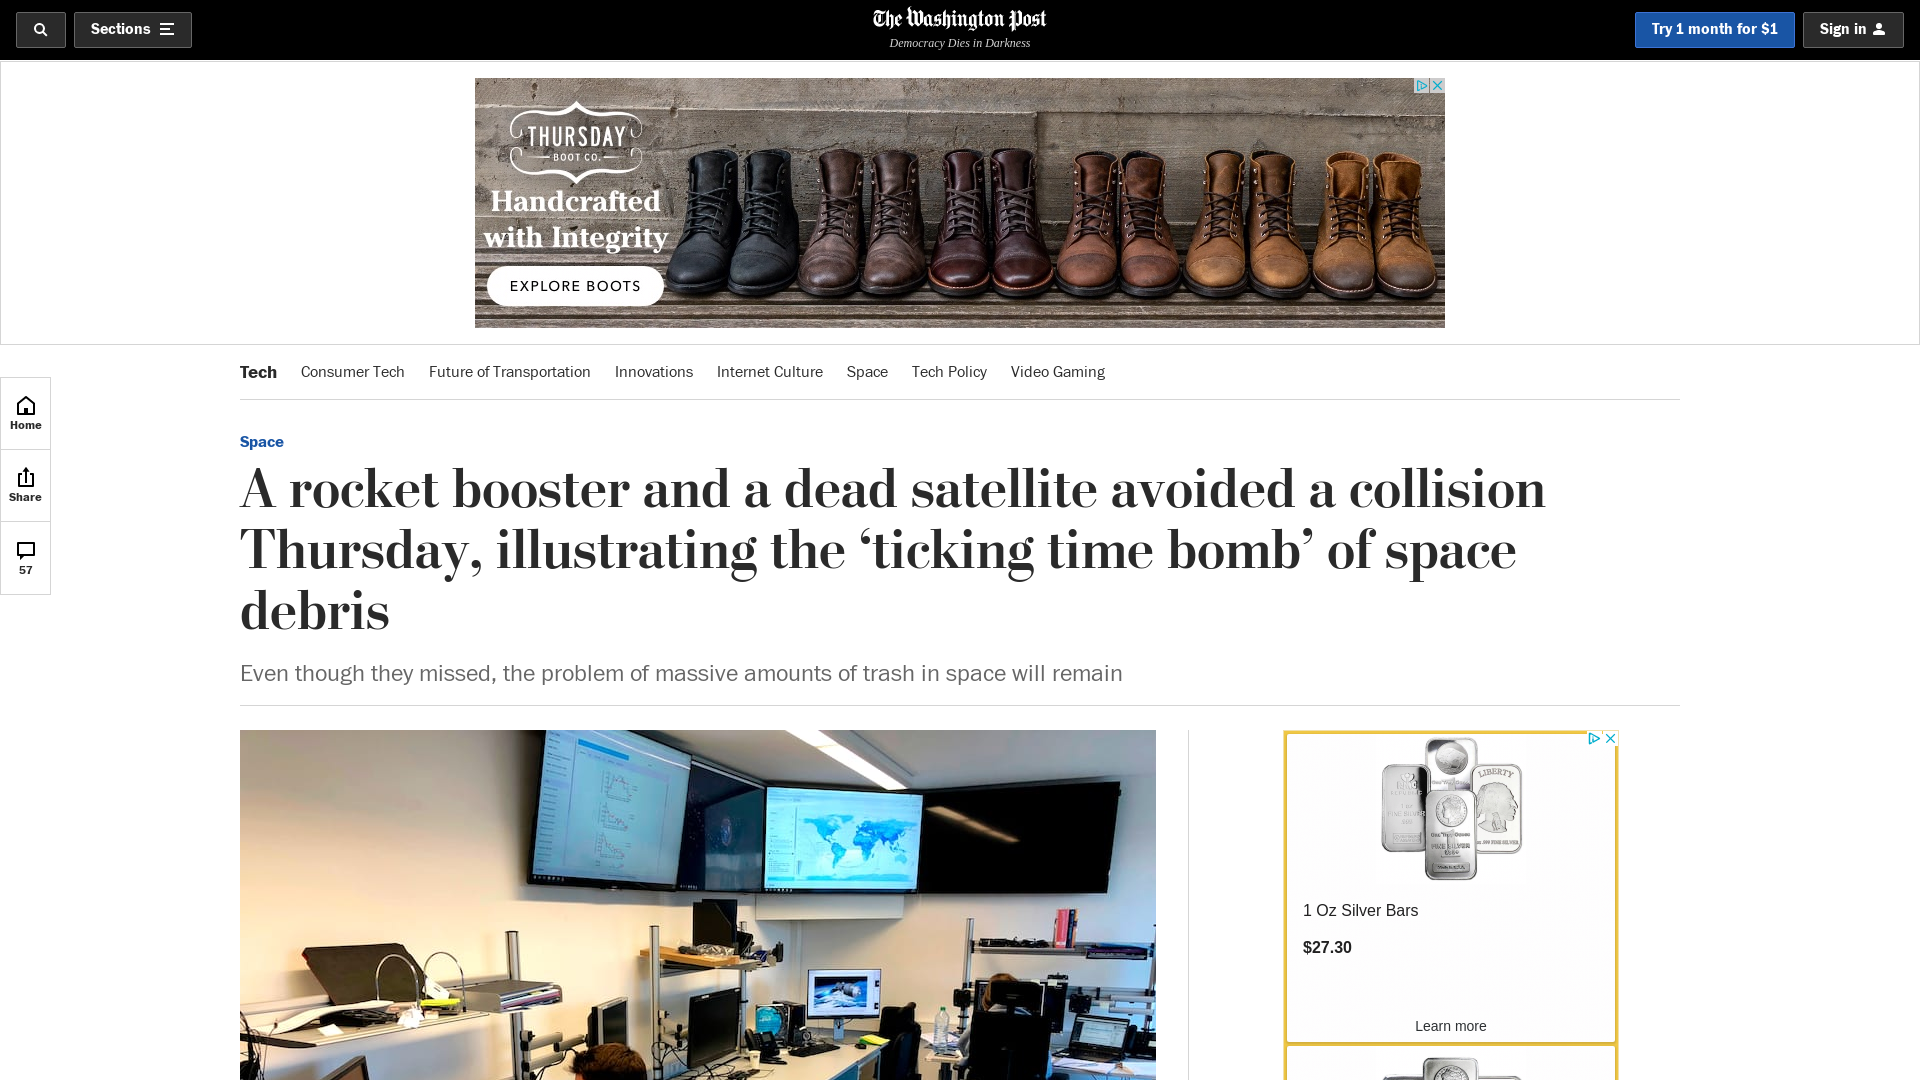 Sections
The Washington Post
Democracy Dies in Darkness
Try 1 month for $1
Sign in
THURSDAY
BOOT CO.
Handcrafted
with Integrity
EXPLORE BOOTS
Tech
Consumer Tech
Future of Transportation
Innovations
Internet Culture
Space
Tech Policy
Video Gaming
Home
Share
57
Space
A rocket booster and a dead satellite avoided a collision
Thursday, illustrating the ‘ticking time bomb’ of space
debris
Even though they missed, the problem of massive amounts of trash in space will remain
LIBERTY
1 Oz Silver Bars
$27.30
Learn more